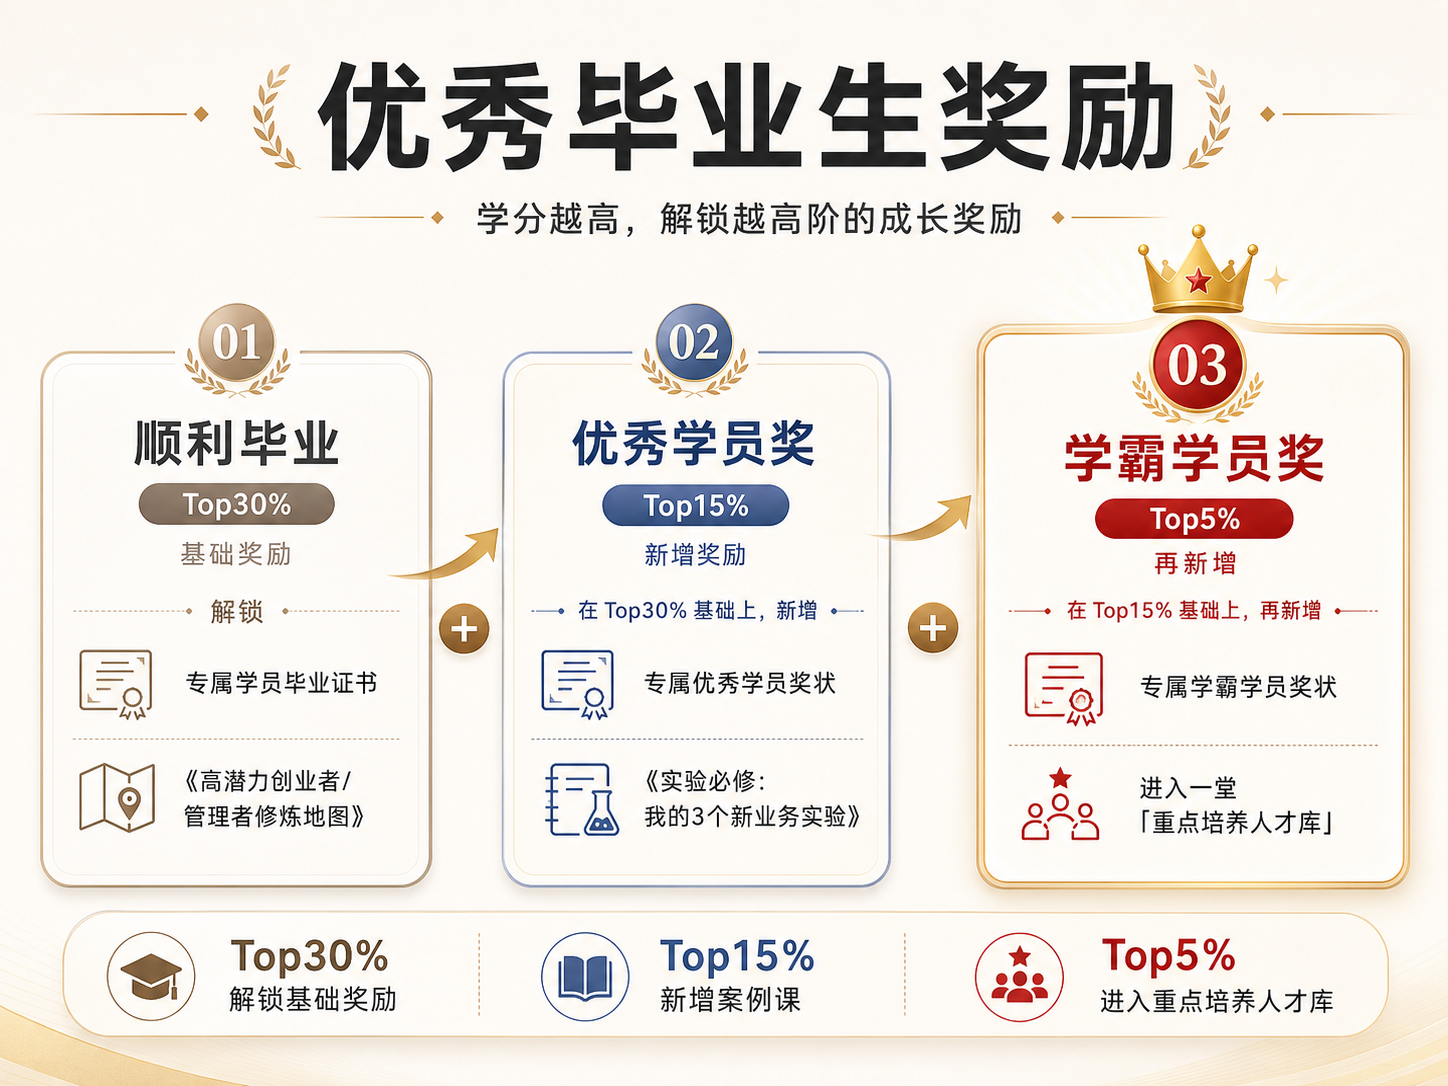 优秀毕业生奖励
学分越高，解锁越高阶的成长奖励
01
顺利毕业
Top30%
基础奖励
解锁
专属学员毕业证书
《高潜力创业者/
管理者修炼地图》
02
优秀学员奖
Top15%
新增奖励
在 Top30% 基础上，新增
专属优秀学员奖状
《实验必修：
我的3个新业务实验》
03
学霸学员奖
Top5%
再新增
在 Top15% 基础上，再新增
专属学霸学员奖状
进入一堂
「重点培养人才库」
Top30%
解锁基础奖励
Top15%
新增案例课
Top5%
进入重点培养人才库